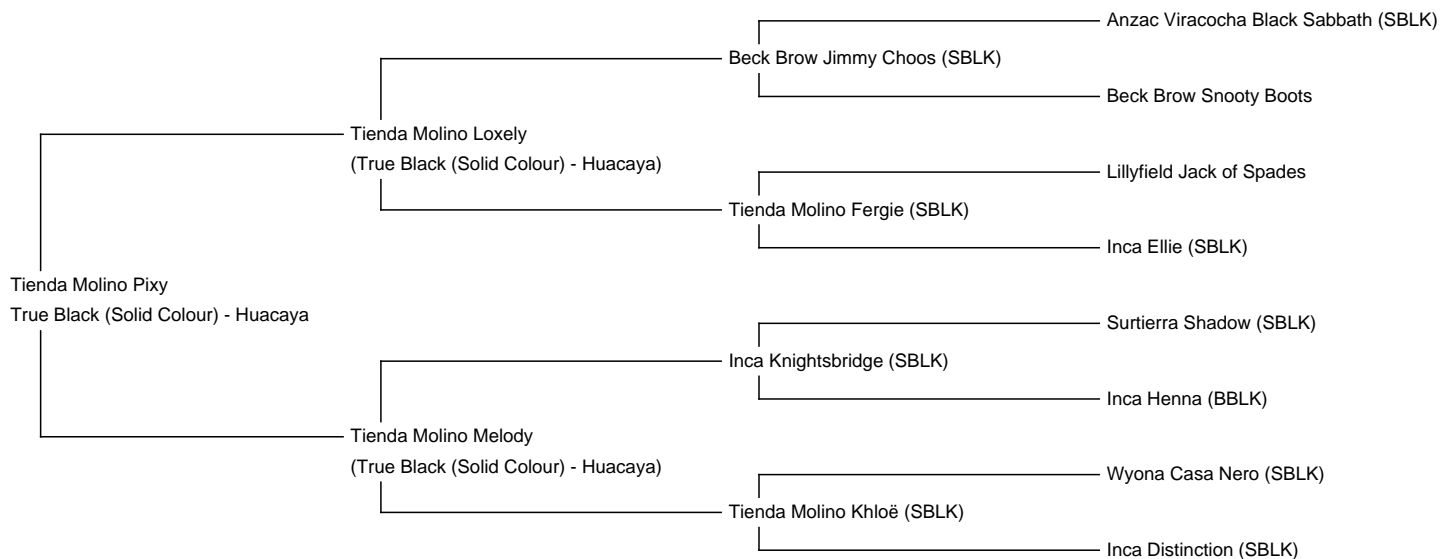 Anzac Viracocha Black Sabbath (SBLK)
Beck Brow Jimmy Choos (SBLK)
Beck Brow Snooty Boots
Tienda Molino Loxely
(True Black (Solid Colour) - Huacaya)
Lillyfield Jack of Spades
Tienda Molino Fergie (SBLK)
Inca Ellie (SBLK)
Tienda Molino Pixy
True Black (Solid Colour) - Huacaya
Surtierra Shadow (SBLK)
Inca Knightsbridge (SBLK)
Inca Henna (BBLK)
Tienda Molino Melody
(True Black (Solid Colour) - Huacaya)
Wyona Casa Nero (SBLK)
Tienda Molino Khloë (SBLK)
Inca Distinction (SBLK)